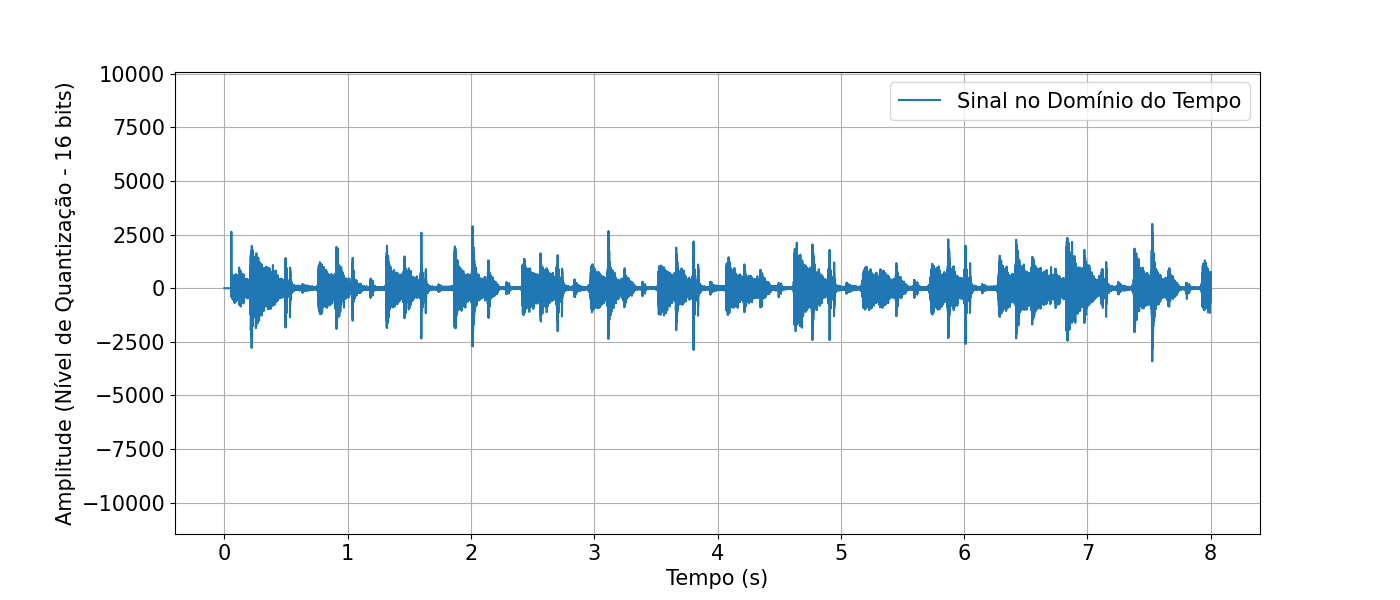 Sinal no Domínio do Tempo
Amplitude (Nível de Quantização - 16 bits)
10000
7500
5000
2500
0
−2500
−5000
−7500
−10000
0 1 2 3 4 5 6 7 8
Tempo (s)